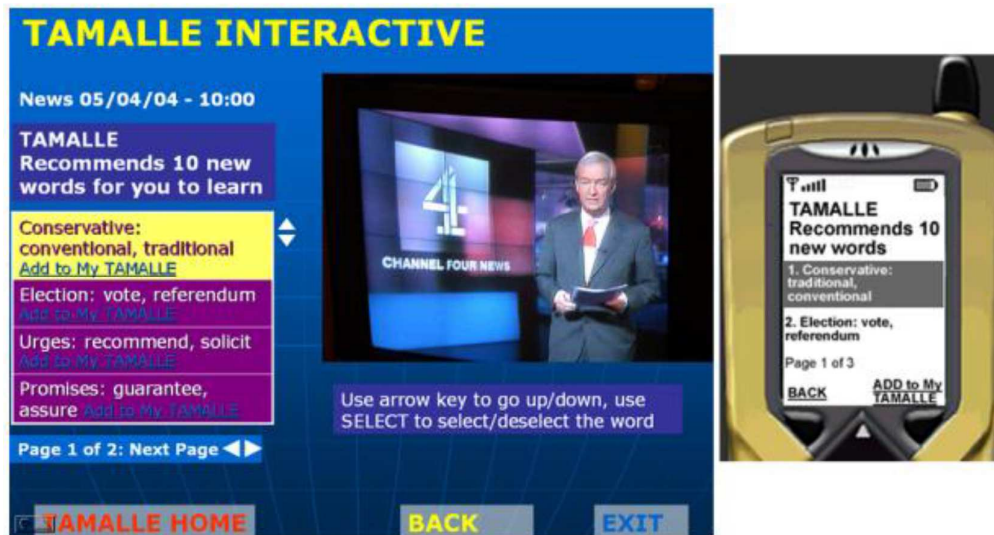 TAMALLE INTERACTIVE
News 05/04/04 - 10:00
TAMALLE
Recommends 10 new
words for you to learn
Conservative:
conventional, traditional
Add to My TAMALLE
Election: vote, referendum
Add to My TAMALLE
Urges: recommend, solicit
Add to My TAMALLE
Promises: guarantee,
assure Add to My TAMALLE
Page 1 of 2: Next Page
4
CHANNEL FOUR NEWS
Use arrow key to go up/down, use
SELECT to select/deselect the word
TAMALLE HOME
BACK
EXIT
TAMALLE
Recommends 10
new words
1. Conservative:
traditional,
conventional
2. Election: vote,
referendum
Page 1 of 3
BACK
ADD to My
TAMALLE